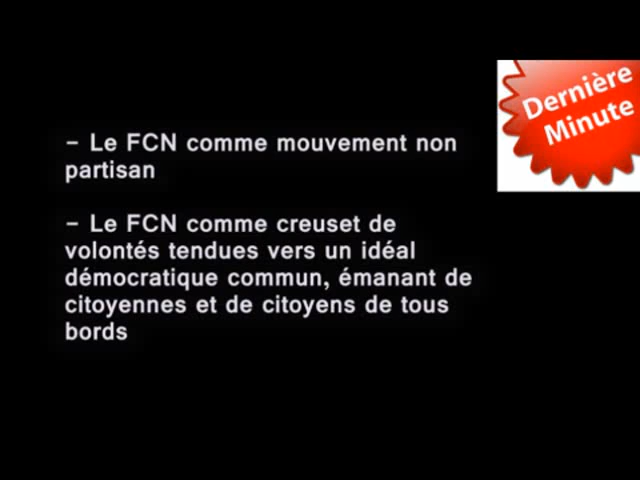 – Le FCN comme mouvement non
partisan
– Le FCN comme creuset de
volontés tendues vers un idéal
démocratique commun, émanant de
citoyennes et de citoyens de tous
bords
Dernière
Minute